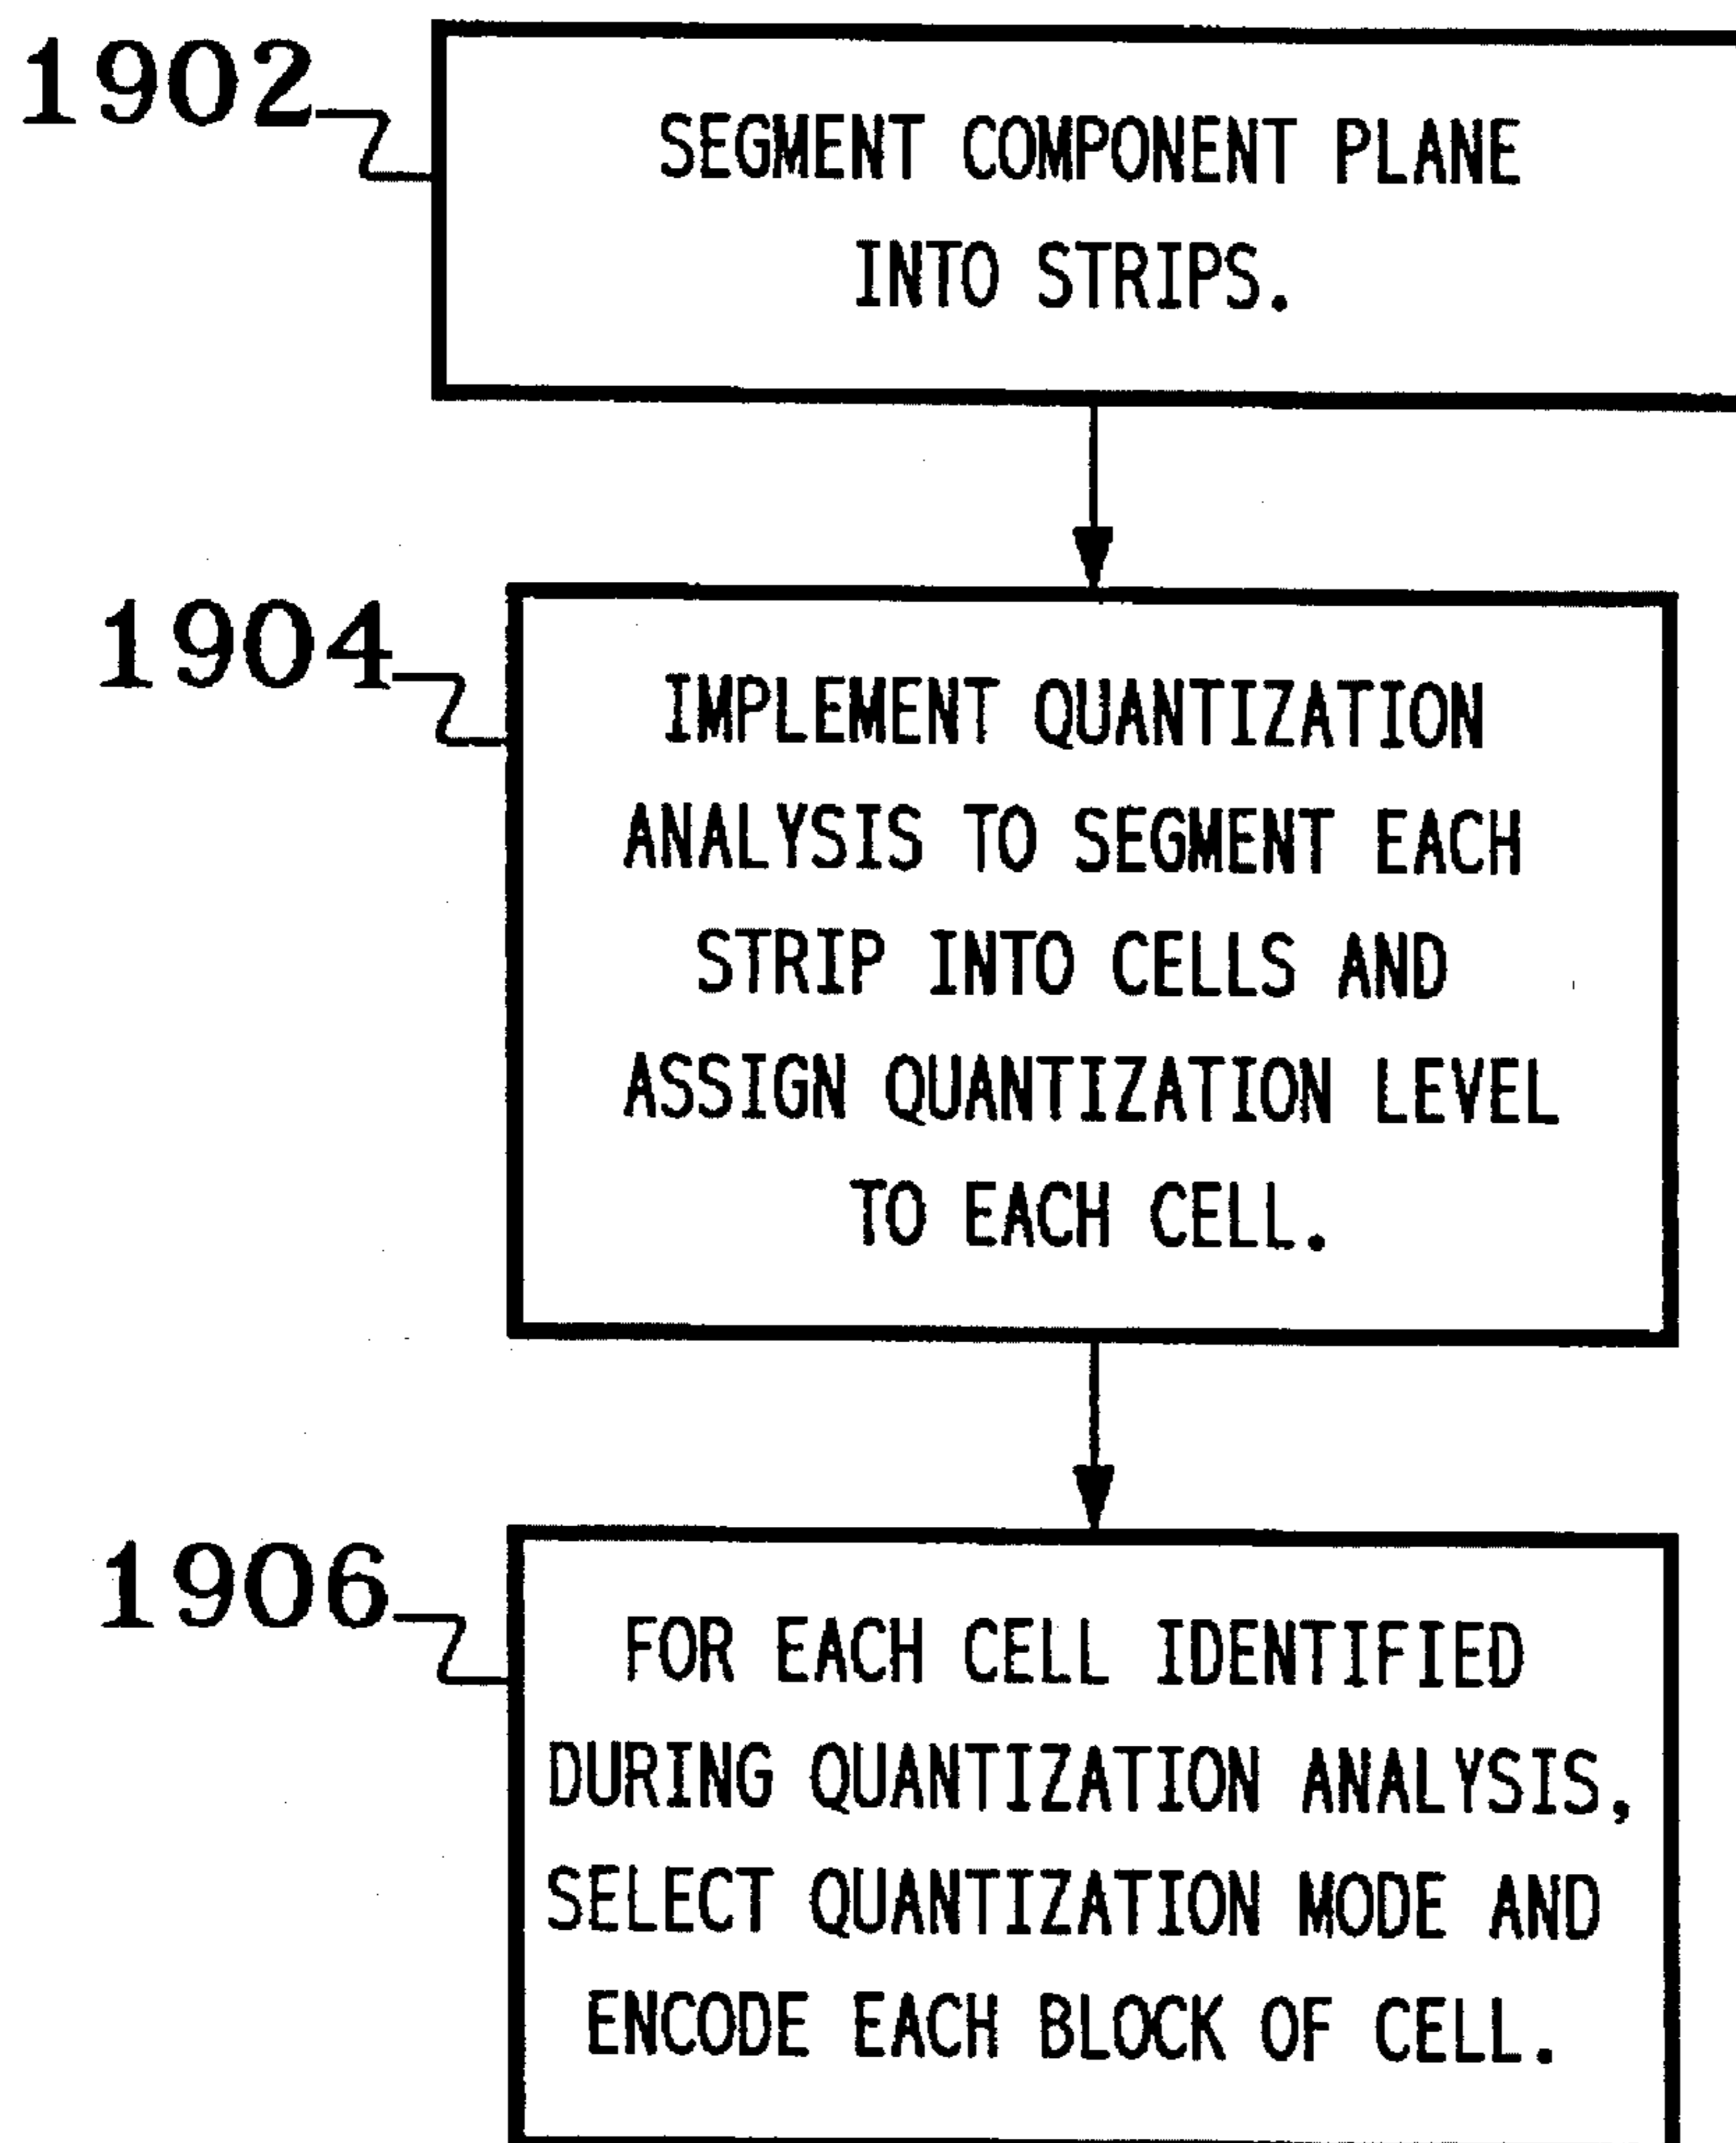 1902
SEGMENT COMPONENT PLANE
INTO STRIPS.
1904
IMPLEMENT QUANTIZATION
ANALYSIS TO SEGMENT EACH
STRIP INTO CELLS AND
ASSIGN QUANTIZATION LEVEL
TO EACH CELL.
1906
FOR EACH CELL IDENTIFIED
DURING QUANTIZATION ANALYSIS,
SELECT QUANTIZATION MODE AND
ENCODE EACH BLOCK OF CELL.